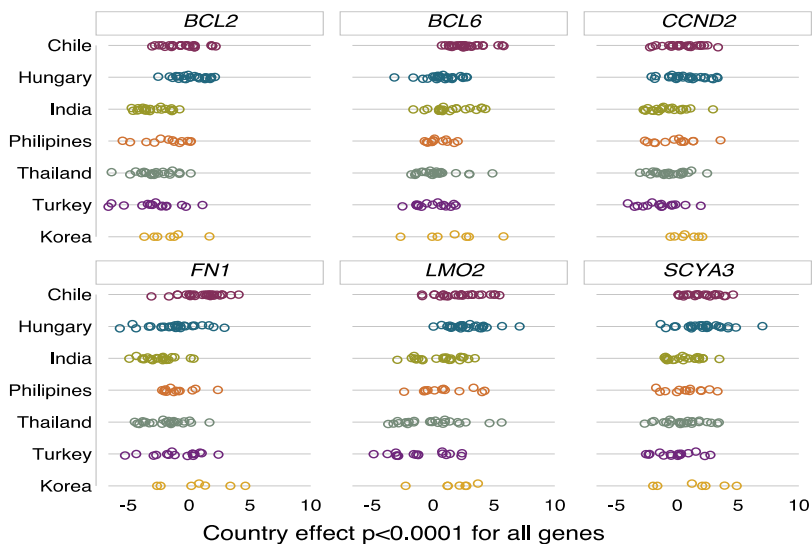 BCL2 BCL6 CCND2
Chile
Hungary
India
Philipines
Thailand
Turkey
Korea
FN1 LMO2 SCYA3
Chile
Hungary
India
Philipines
Thailand
Turkey
Korea
-5 0 5 10 -5 0 5 10 -5 0 5 10
Country effect p<0.0001 for all genes